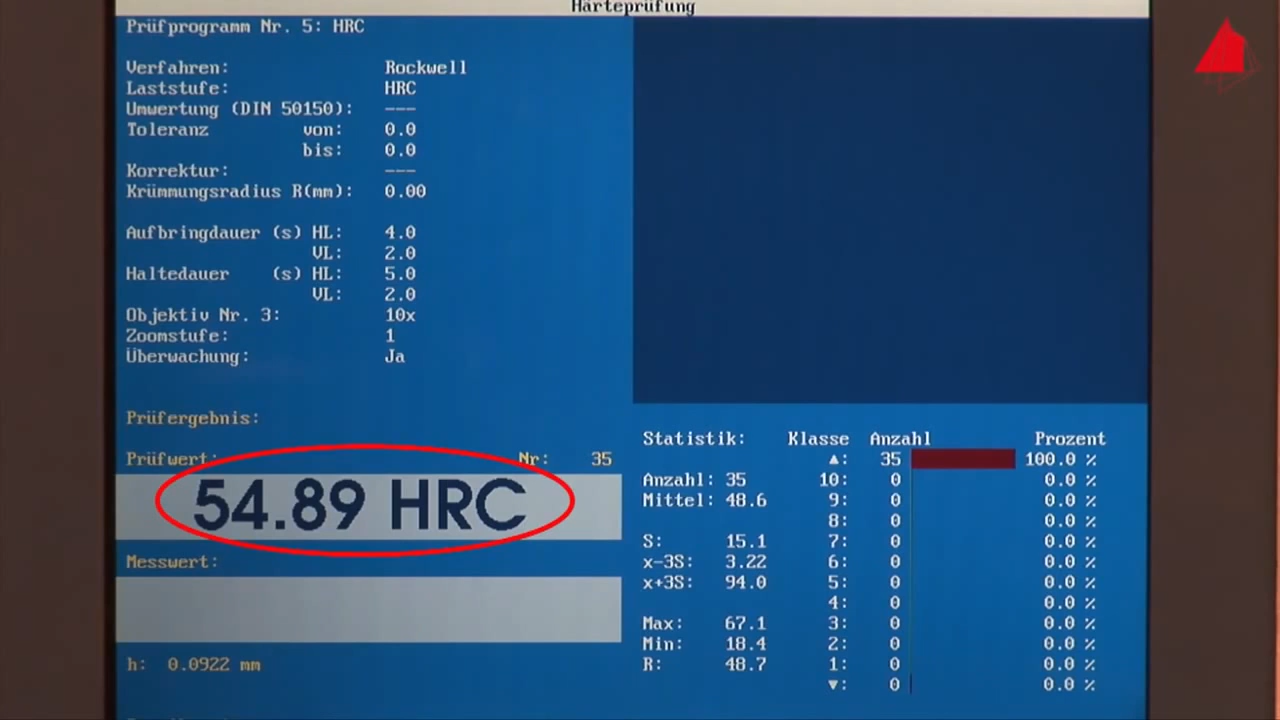 Härteprüfung
Prüfprogramm Nr. 5: HRC
Verfahren: Rockwell
Laststufe: HRC
Umwertung (DIN 50150): ---
Toleranz von: 0.0
bis: 0.0
Korrektur: ---
Krümmungsradius R(mm): 0.00
Aufbringdauer (s) HL: 4.0
VL: 2.0
Haltedauer (s) HL: 5.0
VL: 2.0
Objektiv Nr. 3: 10x
Zoomstufe: 1
Überwachung: Ja
Prüfergebnis:
Prüfwert: Nr: 35
54.89 HRC
Messwert:
h: 0.0922 mm
Statistik: Klasse Anzahl Prozent
▲: 35 100.0 %
Anzahl: 35 10: 0 0.0 %
Mittel: 48.6 9: 0 0.0 %
8: 0 0.0 %
S: 15.1 7: 0 0.0 %
x-3S: 3.22 6: 0 0.0 %
x+3S: 94.0 5: 0 0.0 %
4: 0 0.0 %
Max: 67.1 3: 0 0.0 %
Min: 18.4 2: 0 0.0 %
R: 48.7 1: 0 0.0 %
▼: 0 0.0 %